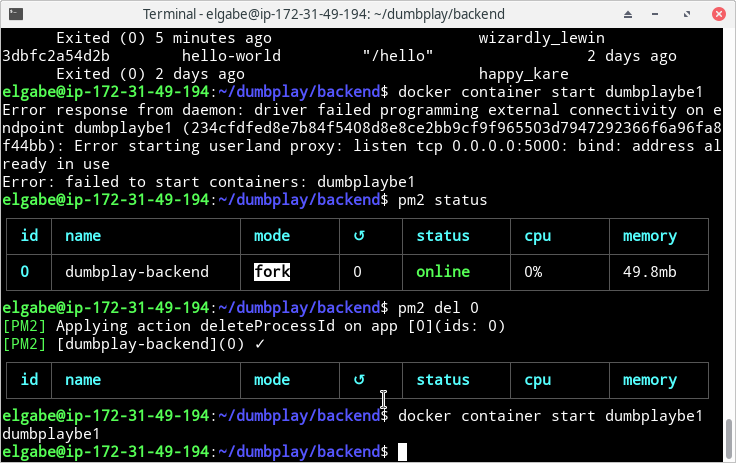 Terminal - elgabe@ip-172-31-49-194: ~/dumbplay/backend
Exited (0) 5 minutes ago wizardly_lewin
3dbfc2a54d2b hello-world "/hello" 2 days ago
Exited (0) 2 days ago happy_kare
elgabe@ip-172-31-49-194:~/dumbplay/backend$ docker container start dumbplaybe1
Error response from daemon: driver failed programming external connectivity on e
ndpoint dumbplaybe1 (234cfdfed8e7b84f5408d8e8ce2bb9cf9f965503d7947292366f6a96fa8
f44bb): Error starting userland proxy: listen tcp 0.0.0.0:5000: bind: address al
ready in use
Error: failed to start containers: dumbplaybe1
elgabe@ip-172-31-49-194:~/dumbplay/backend$ pm2 status
id name mode ↺ status cpu memory
0 dumbplay-backend fork 0 online 0% 49.8mb
elgabe@ip-172-31-49-194:~/dumbplay/backend$ pm2 del 0
[PM2] Applying action deleteProcessId on app [0](ids: 0)
[PM2] [dumbplay-backend](0) ✓
id name mode ↺ status cpu memory
elgabe@ip-172-31-49-194:~/dumbplay/backend$ docker container start dumbplaybe1
dumbplaybe1
elgabe@ip-172-31-49-194:~/dumbplay/backend$